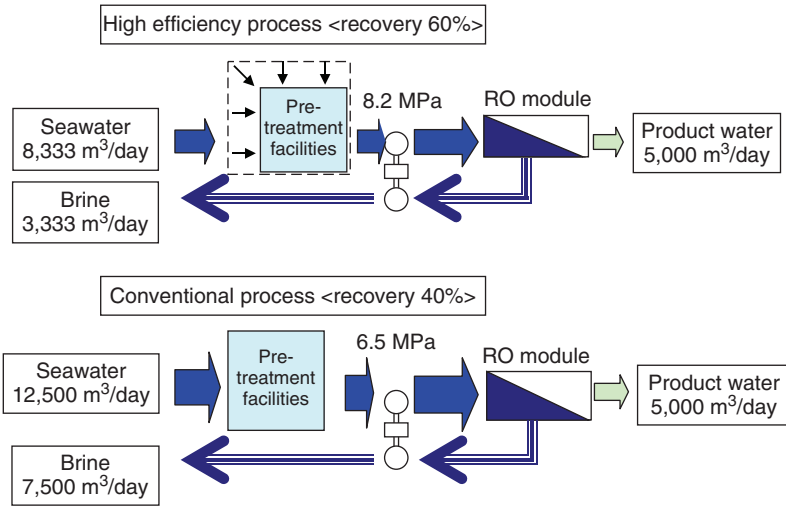 High efficiency process <recovery 60%>
8.2 MPa
RO module
Pre-
treatment
facilities
Seawater
8,333 m³/day
Product water
5,000 m³/day
Brine
3,333 m³/day
Conventional process <recovery 40%>
6.5 MPa
RO module
Pre-
treatment
facilities
Seawater
12,500 m³/day
Product water
5,000 m³/day
Brine
7,500 m³/day